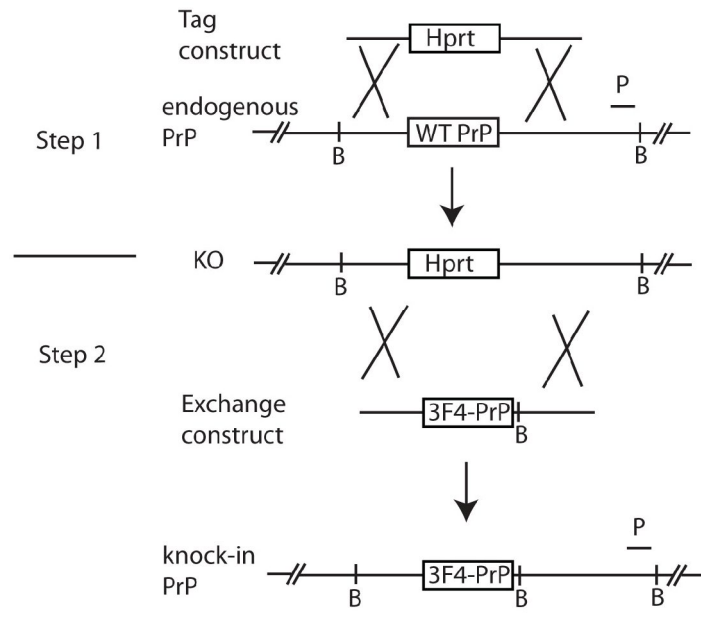 Tag
construct
Hprt
P
endogenous
PrP
WT PrP
B
B
Step 1
KO
Hprt
B
B
Step 2
Exchange
construct
3F4-PrP
B
P
knock-in
PrP
3F4-PrP
B
B
B